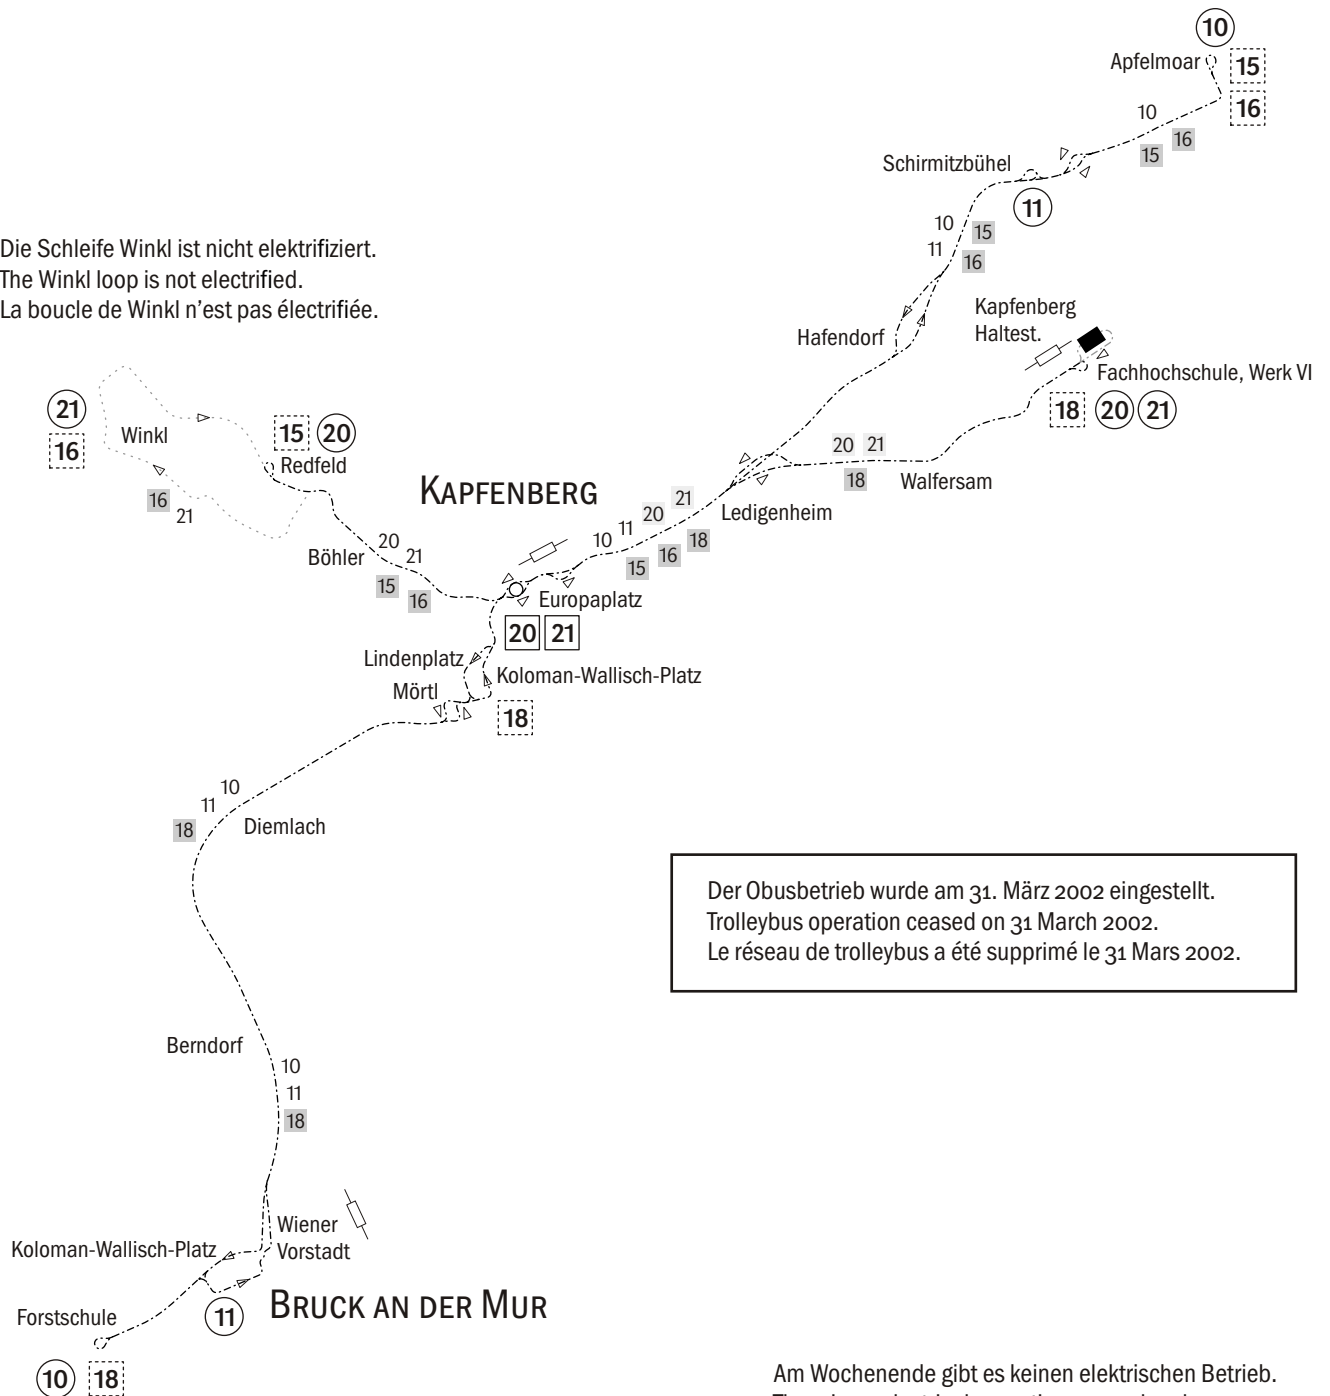 10
Apfelmoar
15
16
10
16
15
Schirmitzbühel
11
10
15
11
16
Die Schleife Winkl ist nicht elektrifiziert.
The Winkl loop is not electrified.
La boucle de Winkl n'est pas électrifiée.
Kapfenberg
Haltest.
Hafendorf
Fachhochschule, Werk VI
18 20 21
21
16
Winkl
15 20
Redfeld
16
21
KAPFENBERG
20 21
18
Walfersam
Ledigenheim
10 11 20 21
15 16 18
Böhler
20 21
15 16
Europaplatz
20 21
Lindenplatz
Koloman-Wallisch-Platz
Mörtl
18
10
11
18
Diemlach
Der Obusbetrieb wurde am 31. März 2002 eingestellt.
Trolleybus operation ceased on 31 March 2002.
Le réseau de trolleybus a été supprimé le 31 Mars 2002.
Berndorf
10
11
18
Wiener
Vorstadt
Koloman-Wallisch-Platz
11
BRUCK AN DER MUR
Forstschule
10 18
Am Wochenende gibt es keinen elektrischen Betrieb.